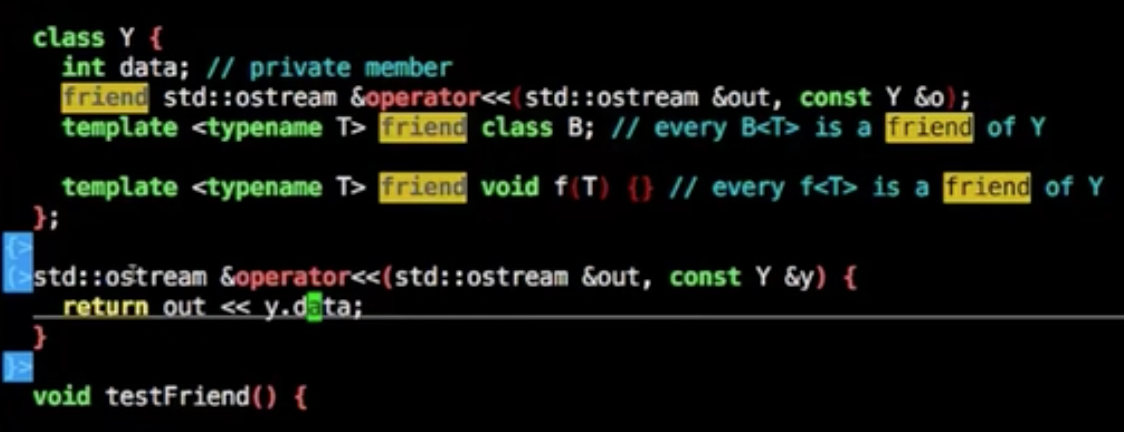 class Y {
int data; // private member
friend std::ostream &operator<<(std::ostream &out, const Y &o);
template <typename T> friend class B; // every B<T> is a friend of Y
template <typename T> friend void f(T) {} // every f<T> is a friend of Y
};
{>
(>std::ostream &operator<<(std::ostream &out, const Y &y) {
return out << y.data;
}
}>
void testFriend() {